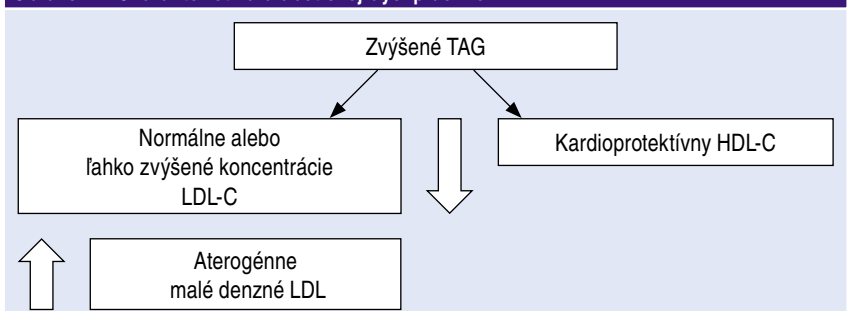 Zvýšené TAG
Normálne alebo
ľahko zvýšené koncentrácie
LDL-C
Kardioprotektívny HDL-C
Aterogénne
malé denzné LDL